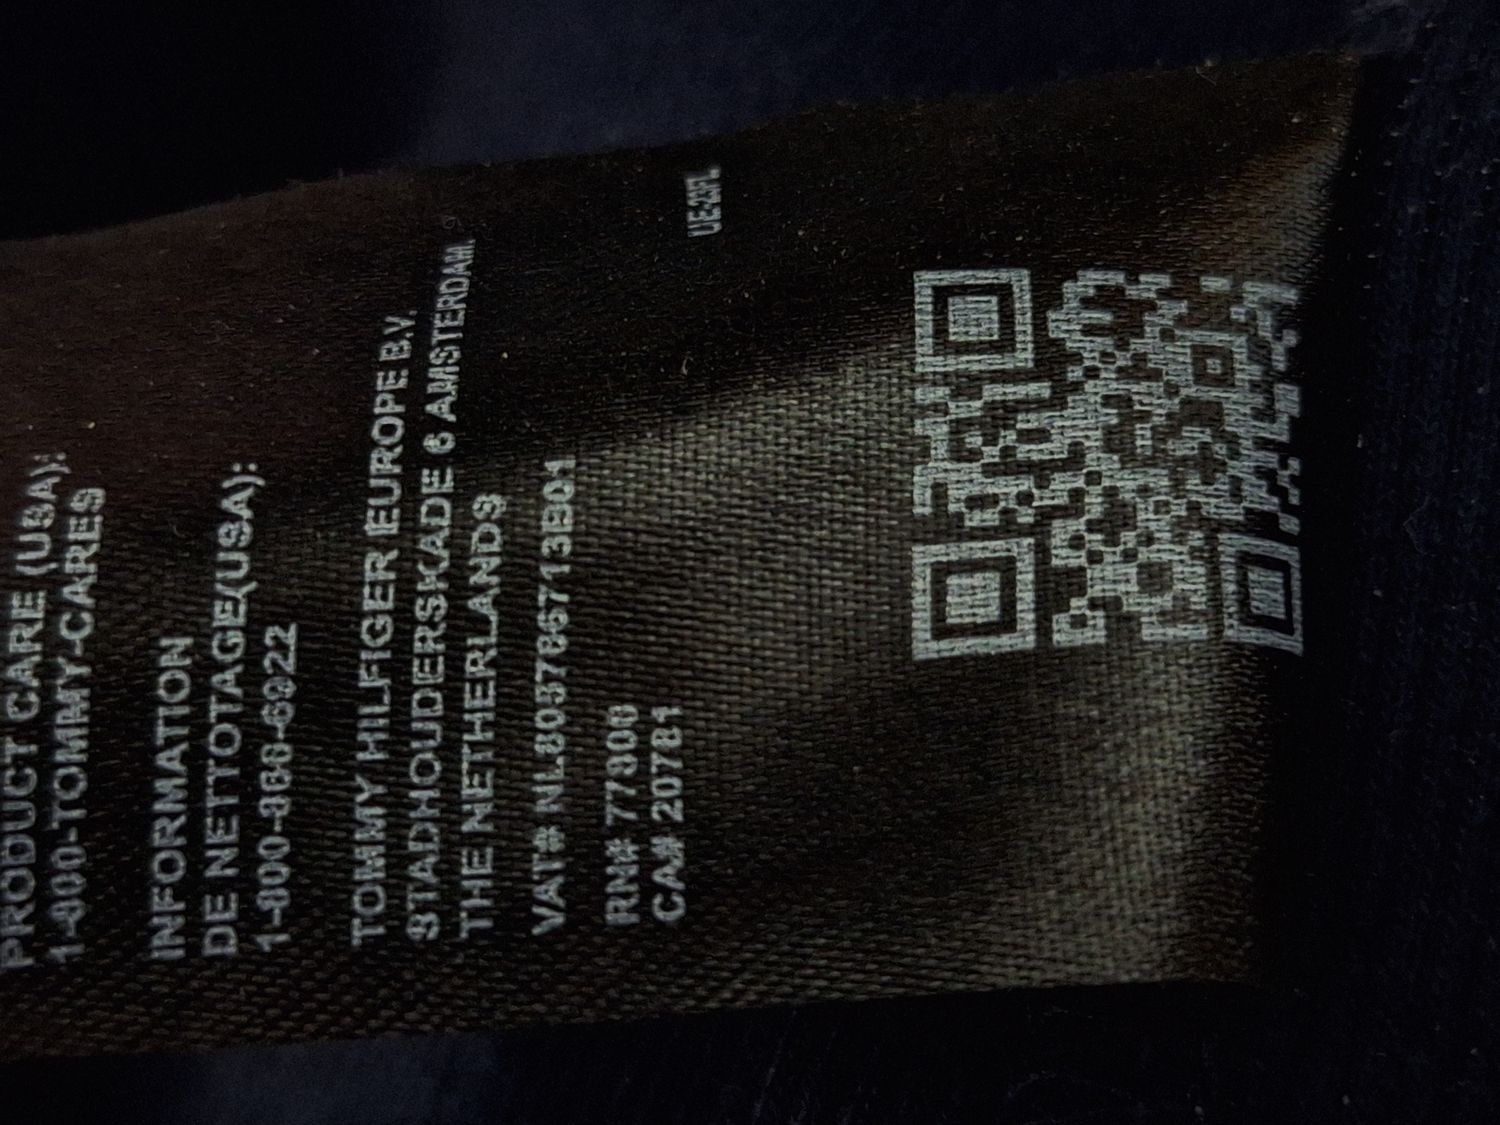 PRODUCT CARE (USA):
1-800-TOMMY-CARES
INFORMATION
DE NETTOTAGE(USA):
1-800-866-6922
TOMMY HILFIGER EUROPE B.V.
STADHOUDERSKADE 6 AMSTERDAM,
THE NETHERLANDS
VAT# NL803786713B01
RN# 77308
CA# 20781